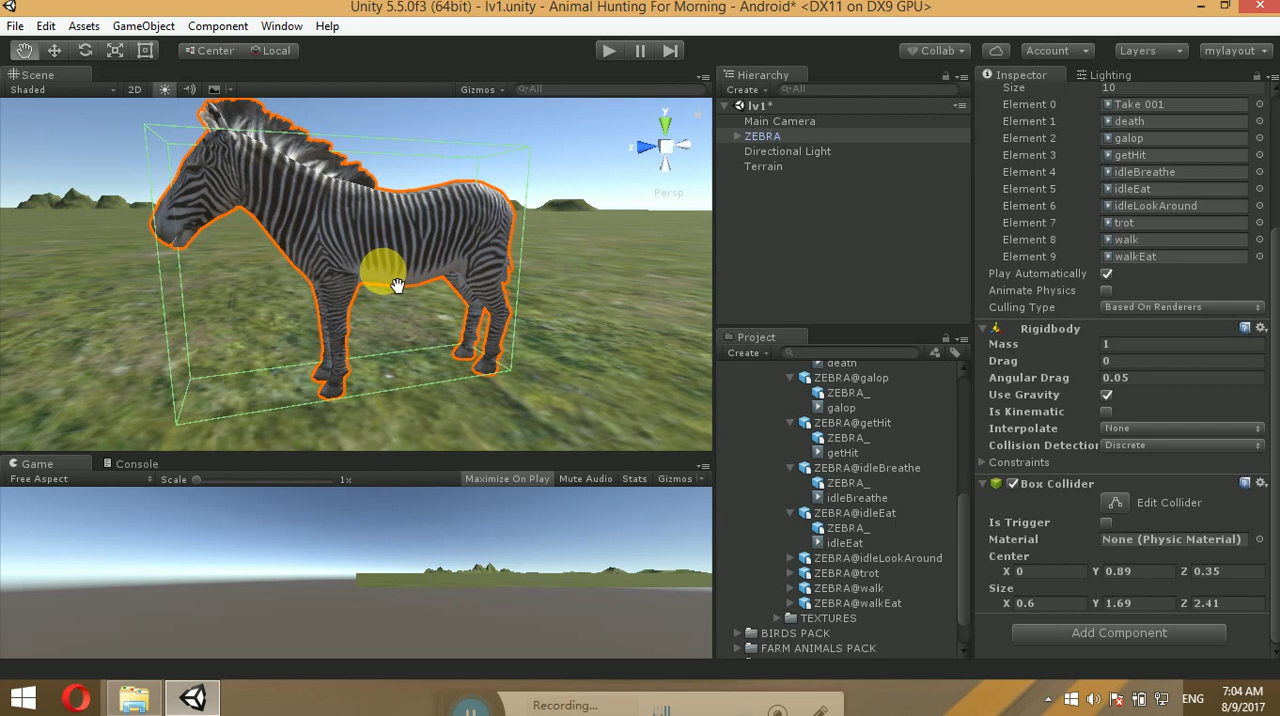 Unity 5.5.0f3 (64bit) - lv1.unity - Animal Hunting For Morning - Android* <DX11 on DX9 GPU>
File Edit Assets GameObject Component Window Help
Center Local Collab Account Layers mylayout
Scene
Shaded 2D Gizmos All
y
z
Persp
Game Console
Free Aspect Scale 1x Maximize On Play Mute Audio Stats Gizmos
Hierarchy
Create All
lv1*
Main Camera
ZEBRA
Directional Light
Terrain
Project
Create
death
ZEBRA@galop
ZEBRA_
galop
ZEBRA@getHit
ZEBRA_
getHit
ZEBRA@idleBreathe
ZEBRA_
idleBreathe
ZEBRA@idleEat
ZEBRA_
idleEat
ZEBRA@idleLookAround
ZEBRA@trot
ZEBRA@walk
ZEBRA@walkEat
TEXTURES
BIRDS PACK
FARM ANIMALS PACK
Inspector Lighting
Size 10
Element 0 Take 001
Element 1 death
Element 2 galop
Element 3 getHit
Element 4 idleBreathe
Element 5 idleEat
Element 6 idleLookAround
Element 7 trot
Element 8 walk
Element 9 walkEat
Play Automatically
Animate Physics
Culling Type Based On Renderers
Rigidbody
Mass 1
Drag 0
Angular Drag 0.05
Use Gravity
Is Kinematic
Interpolate None
Collision Detection Discrete
Constraints
Box Collider
Edit Collider
Is Trigger
Material None (Physic Material)
Center
X 0 Y 0.89 Z 0.35
Size
X 0.6 Y 1.69 Z 2.41
Add Component
Recording...
ENG
7:04 AM
8/9/2017